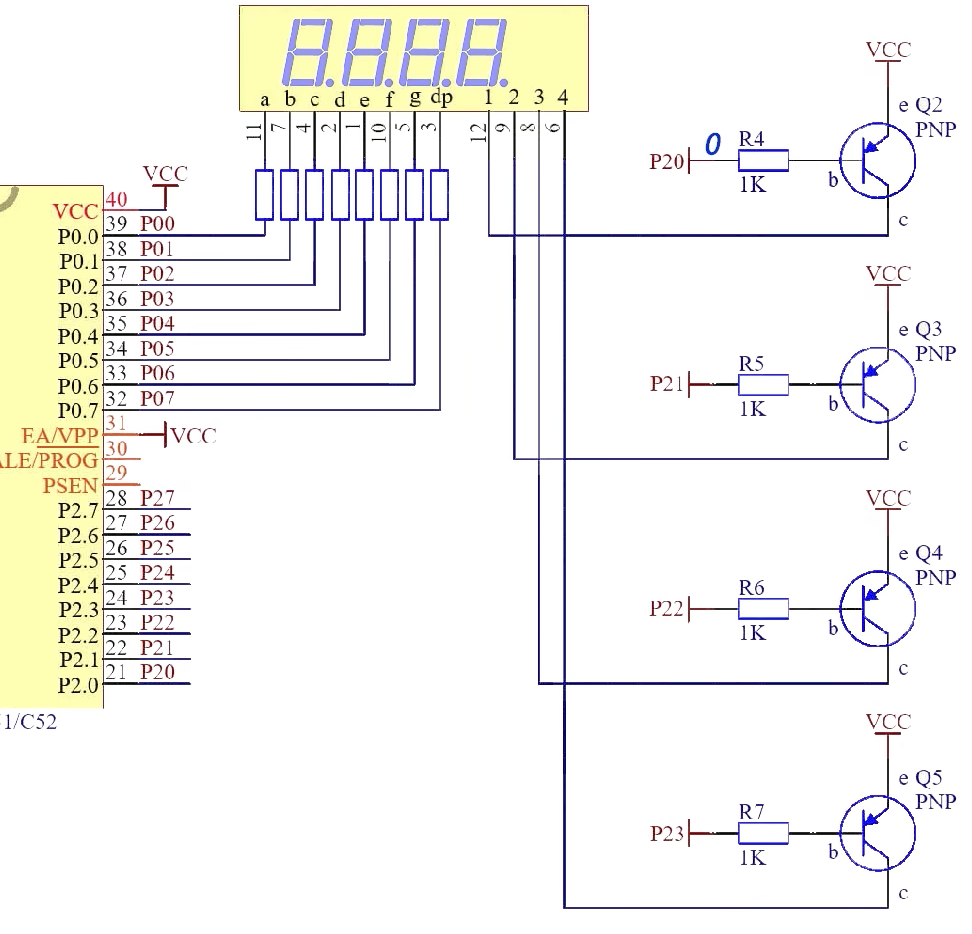 a b c d e f g dp 1 2 3 4
11 7 4 2 1 10 5 3 12 9 8 6
VCC
VCC 40
P0.0 39 P00
P0.1 38 P01
P0.2 37 P02
P0.3 36 P03
P0.4 35 P04
P0.5 34 P05
P0.6 33 P06
P0.7 32 P07
EA/VPP 31 VCC
ALE/PROG 30
PSEN 29
P2.7 28 P27
P2.6 27 P26
P2.5 26 P25
P2.4 25 P24
P2.3 24 P23
P2.2 23 P22
P2.1 22 P21
P2.0 21 P20
1/C52
VCC
e Q2
PNP
P20 0 R4
1K
b
c
VCC
e Q3
PNP
P21 R5
1K
b
c
VCC
e Q4
PNP
P22 R6
1K
b
c
VCC
e Q5
PNP
P23 R7
1K
b
c